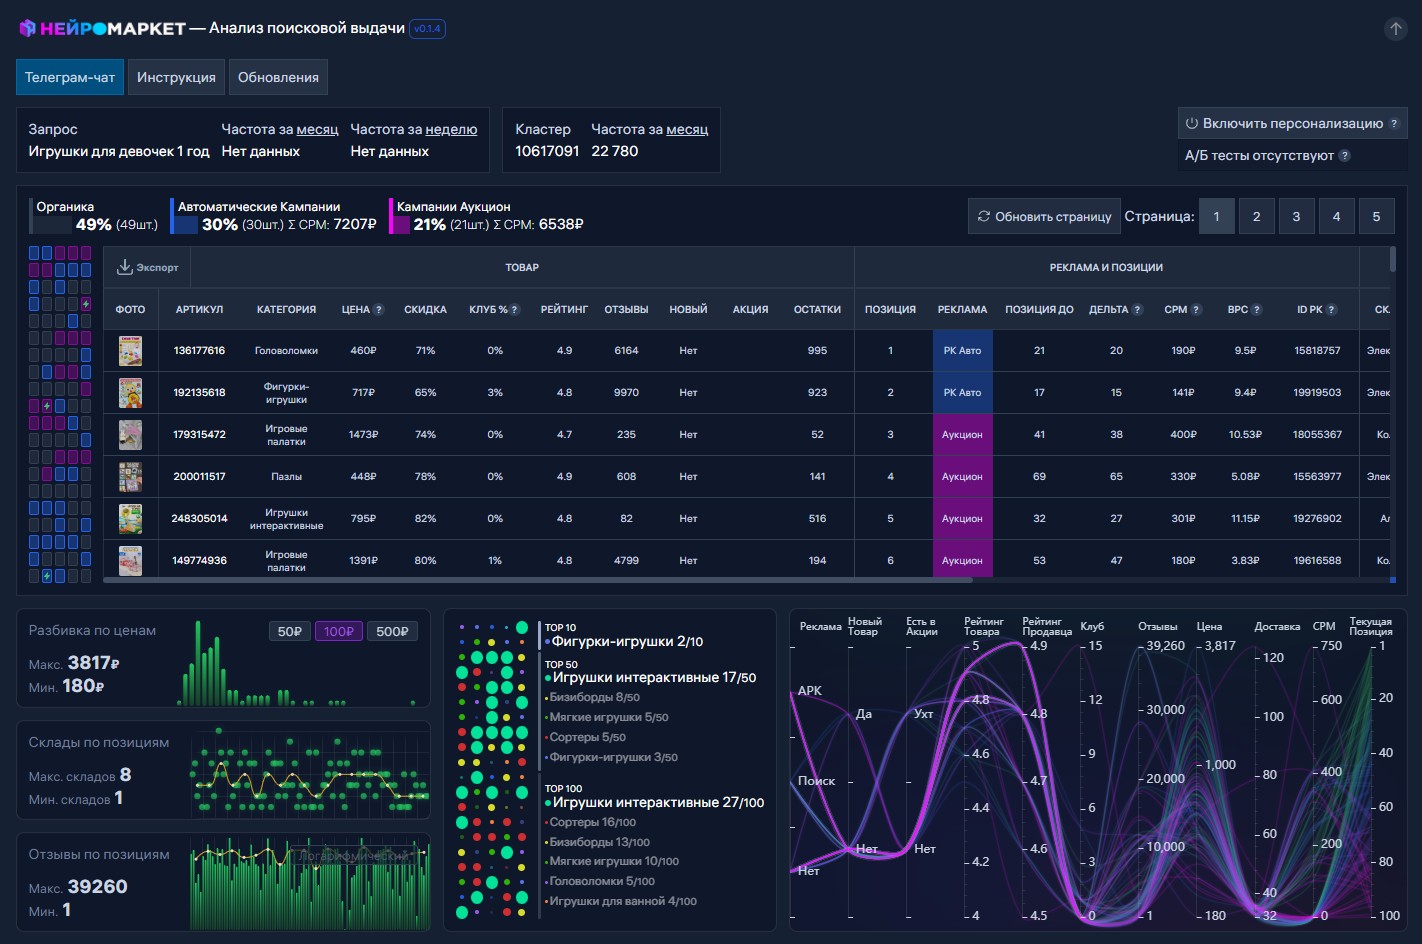 НЕЙРОМАРКЕТ — Анализ поисковой выдачи v0.1.4
Телеграм-чат Инструкция Обновления
Запрос Частота за месяц Частота за неделю
Игрушки для девочек 1 год Нет данных Нет данных
Кластер Частота за месяц
10617091 22 780
Включить персонализацию ?
А/Б тесты отсутствуют ?
Органика
49% (49шт.)
Автоматические Кампании
30% (30шт.) Σ CPM: 7207₽
Кампании Аукцион
21% (21шт.) Σ CPM: 6538₽
Обновить страницу Страница: 1 2 3 4 5
Экспорт ТОВАР РЕКЛАМА И ПОЗИЦИИ
ФОТО АРТИКУЛ КАТЕГОРИЯ ЦЕНА ? СКИДКА КЛУБ % ? РЕЙТИНГ ОТЗЫВЫ НОВЫЙ АКЦИЯ ОСТАТКИ ПОЗИЦИЯ РЕКЛАМА ПОЗИЦИЯ ДО ДЕЛЬТА ? CPM ? BPC ? ID РК ? СК.
136177616 Головоломки 460₽ 71% 0% 4.9 6164 Нет 995 1 РК Авто 21 20 190₽ 9.5₽ 15818757 Элек
192135618 Фигурки-игрушки 717₽ 65% 3% 4.8 9970 Нет 923 2 РК Авто 17 15 141₽ 9.4₽ 19919503 Элек
179315472 Игровые палатки 1473₽ 74% 0% 4.7 235 Нет 52 3 Аукцион 41 38 400₽ 10.53₽ 18055367 Ко.
200011517 Пазлы 448₽ 78% 0% 4.9 608 Нет 141 4 Аукцион 69 65 330₽ 5.08₽ 15563977 Элек
248305014 Игрушки интерактивные 795₽ 82% 0% 4.8 82 Нет 516 5 Аукцион 32 27 301₽ 11.15₽ 19276902 Ал
149774936 Игровые палатки 1391₽ 80% 1% 4.8 4799 Нет 194 6 Аукцион 53 47 180₽ 3.83₽ 19616588 Ко.
Разбивка по ценам 50₽ 100₽ 500₽
Макс. 3817₽
Мин. 180₽
Склады по позициям
Макс. складов 8
Мин. складов 1
Отзывы по позициям
Логарифмический
Макс. 39260
Мин. 1
TOP 10
Фигурки-игрушки 2/10
TOP 50
Игрушки интерактивные 17/50
Бизиборды 8/50
Мягкие игрушки 5/50
Сортеры 5/50
Фигурки-игрушки 3/50
TOP 100
Игрушки интерактивные 27/100
Сортеры 16/100
Бизиборды 13/100
Мягкие игрушки 10/100
Головоломки 5/100
Игрушки для ванной 4/100
Реклама Новый Товар Есть в Акции Рейтинг Товара Рейтинг Продавца Клуб Отзывы Цена Доставка CPM Текущая Позиция
АРК Поиск Нет
Да Нет
Ухт Нет
5 4.8 4.6 4.4 4.2 4
4.9 4.8 4.7 4.6 4.5
15 12 9 6 3 0
39,260 30,000 20,000 10,000 1
3,817 1,000 180
120 100 80 60 40 32
750 600 400 200 0
1 20 40 60 80 100